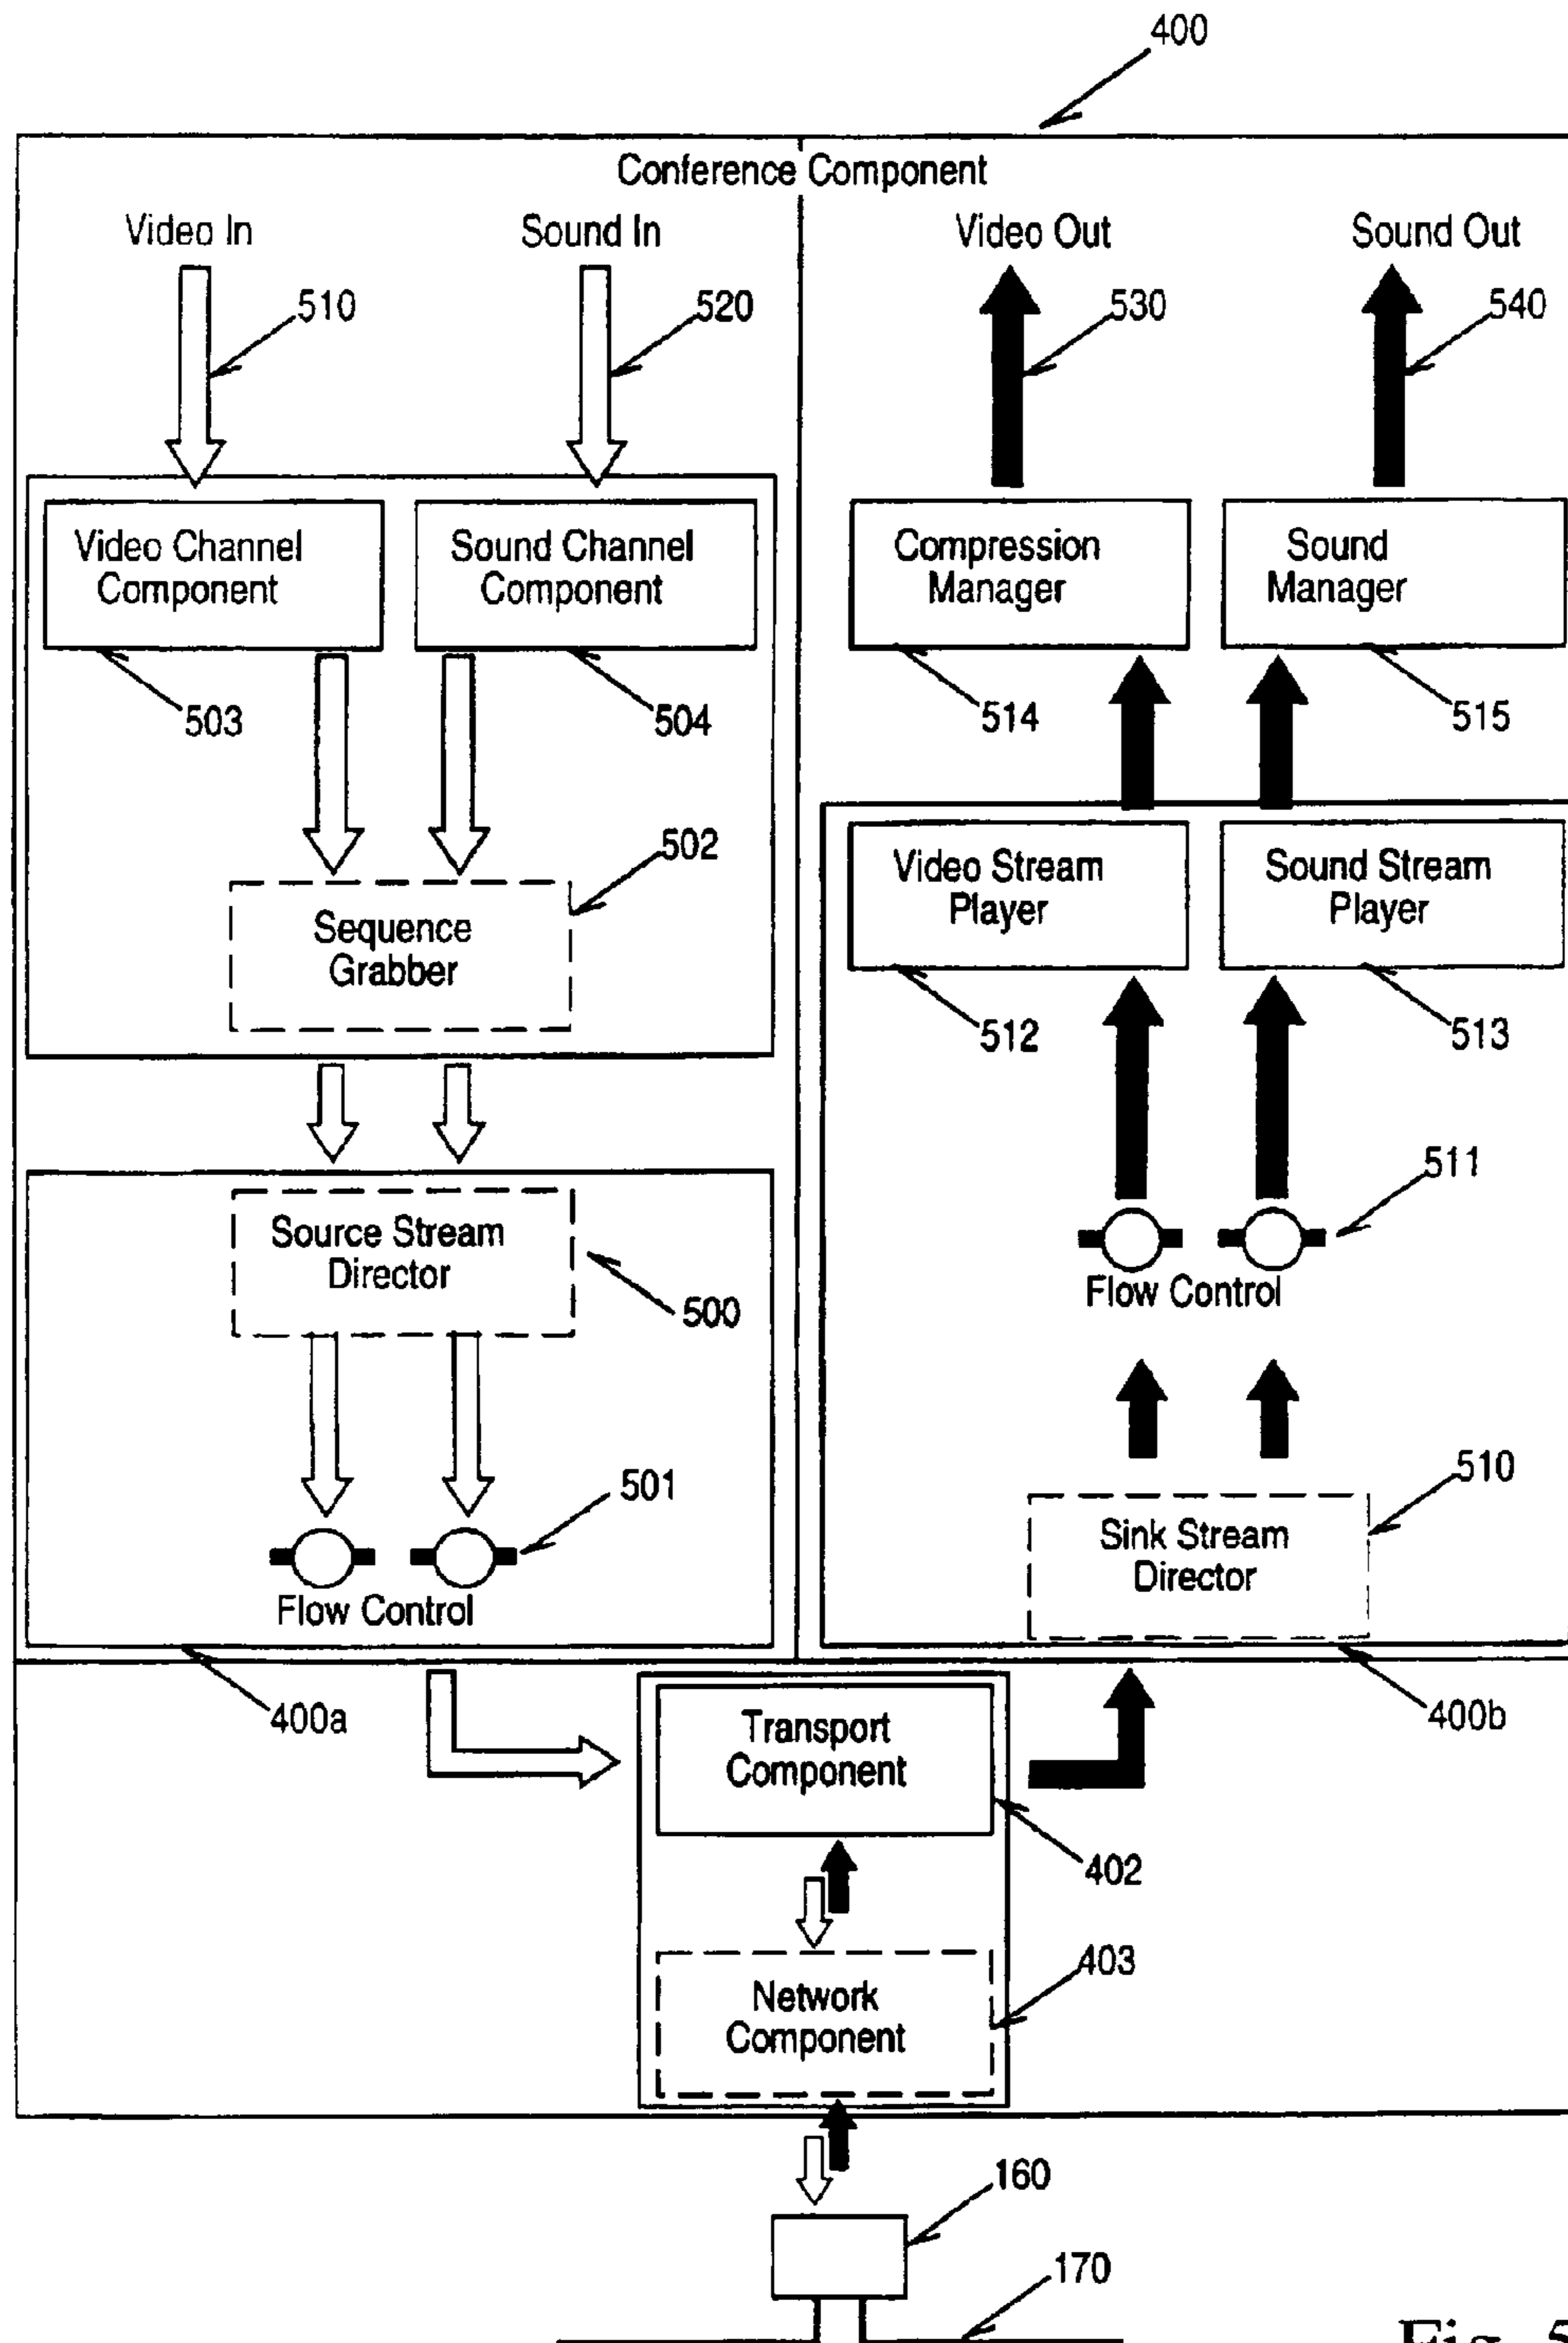 400
Conference Component
Video In
Sound In
Video Out
Sound Out
510
520
530
540
Video Channel
Component
Sound Channel
Component
Compression
Manager
Sound
Manager
503
504
514
515
502
Sequence
Grabber
Video Stream
Player
Sound Stream
Player
512
513
Source Stream
Director
500
511
Flow Control
501
Flow Control
510
Sink Stream
Director
400a
400b
Transport
Component
402
403
Network
Component
160
170
Fig. 5